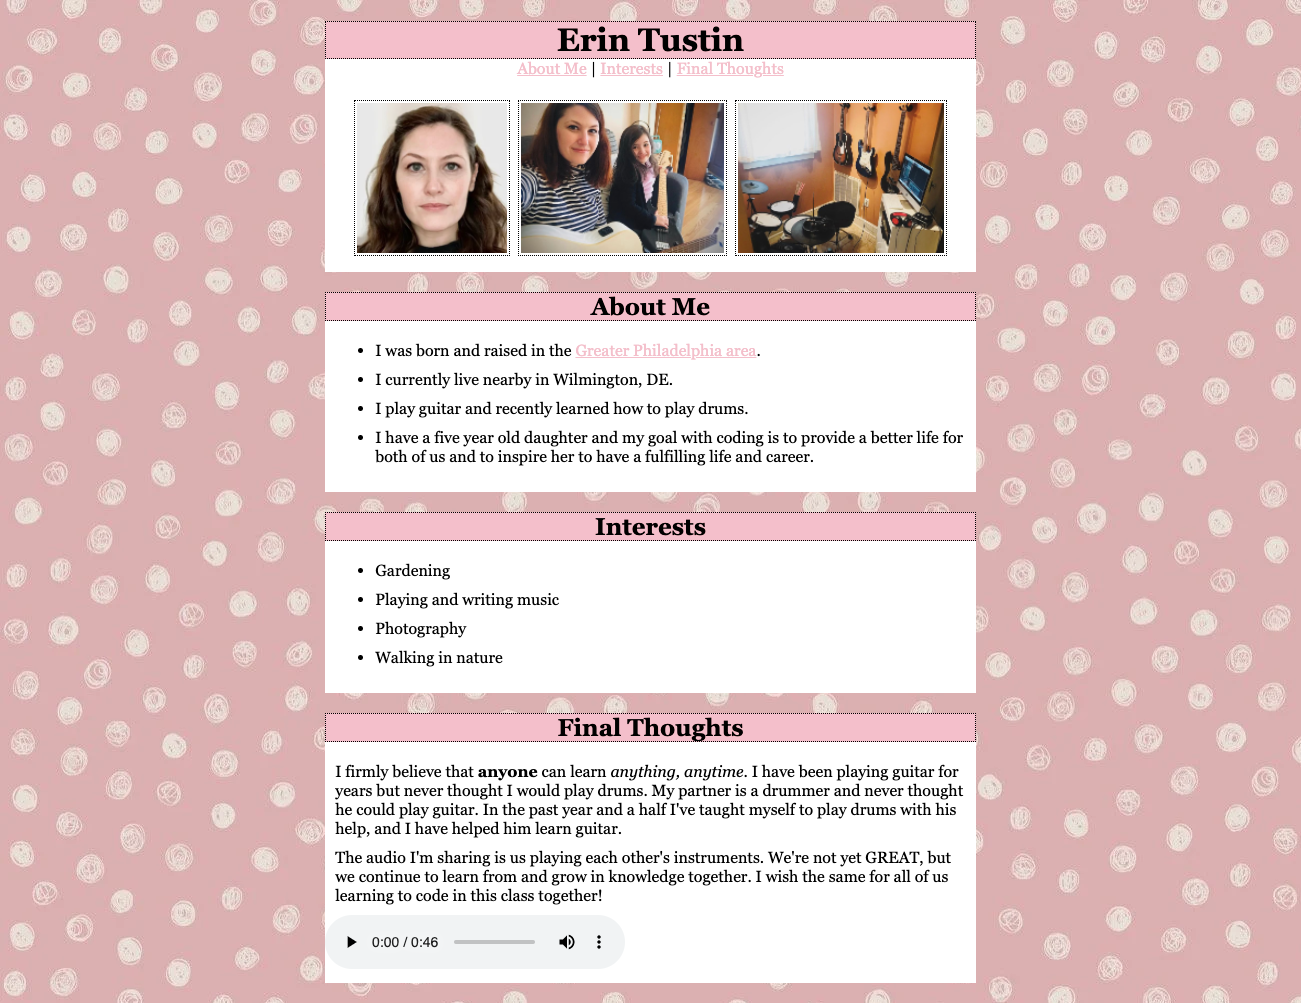 Erin Tustin
About Me | Interests | Final Thoughts
About Me
I was born and raised in the Greater Philadelphia area.
I currently live nearby in Wilmington, DE.
I play guitar and recently learned how to play drums.
I have a five year old daughter and my goal with coding is to provide a better life for
both of us and to inspire her to have a fulfilling life and career.
Interests
Gardening
Playing and writing music
Photography
Walking in nature
Final Thoughts
I firmly believe that anyone can learn anything, anytime. I have been playing guitar for
years but never thought I would play drums. My partner is a drummer and never thought
he could play guitar. In the past year and a half I've taught myself to play drums with his
help, and I have helped him learn guitar.
The audio I'm sharing is us playing each other's instruments. We're not yet GREAT, but
we continue to learn from and grow in knowledge together. I wish the same for all of us
learning to code in this class together!
0:00 / 0:46